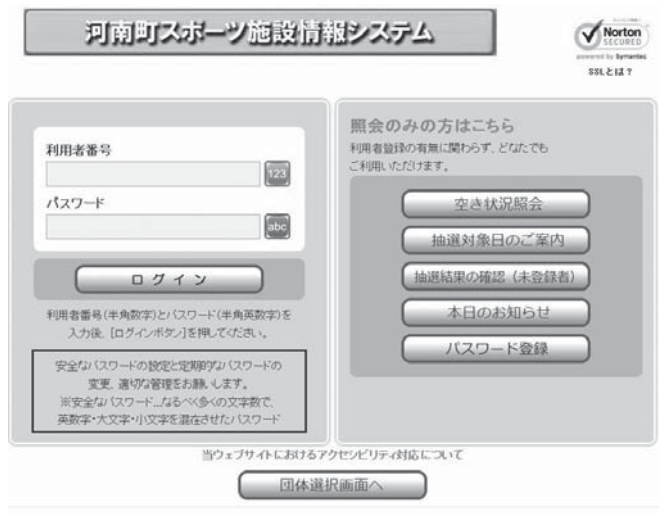 河南町スポーツ施設情報システム
Norton
SECURED
powered by Symantec
SSLとは？
利用者番号
123
パスワード
abc
ログイン
利用者番号(半角数字)とパスワード(半角英数字)を
入力後、[ログインボタン]を押してください。
安全なパスワードの設定と定期的なパスワードの
変更、適切な管理をお願いします。
※安全なパスワード...なるべく多くの文字数で、
英数字・大文字・小文字を混在させたパスワード
照会のみの方はこちら
利用者登録の有無に関わらず、どなたでも
ご利用いただけます。
空き状況照会
抽選対象日のご案内
抽選結果の確認（未登録者）
本日のお知らせ
パスワード登録
当ウェブサイトにおけるアクセシビリティ対応について
団体選択画面へ